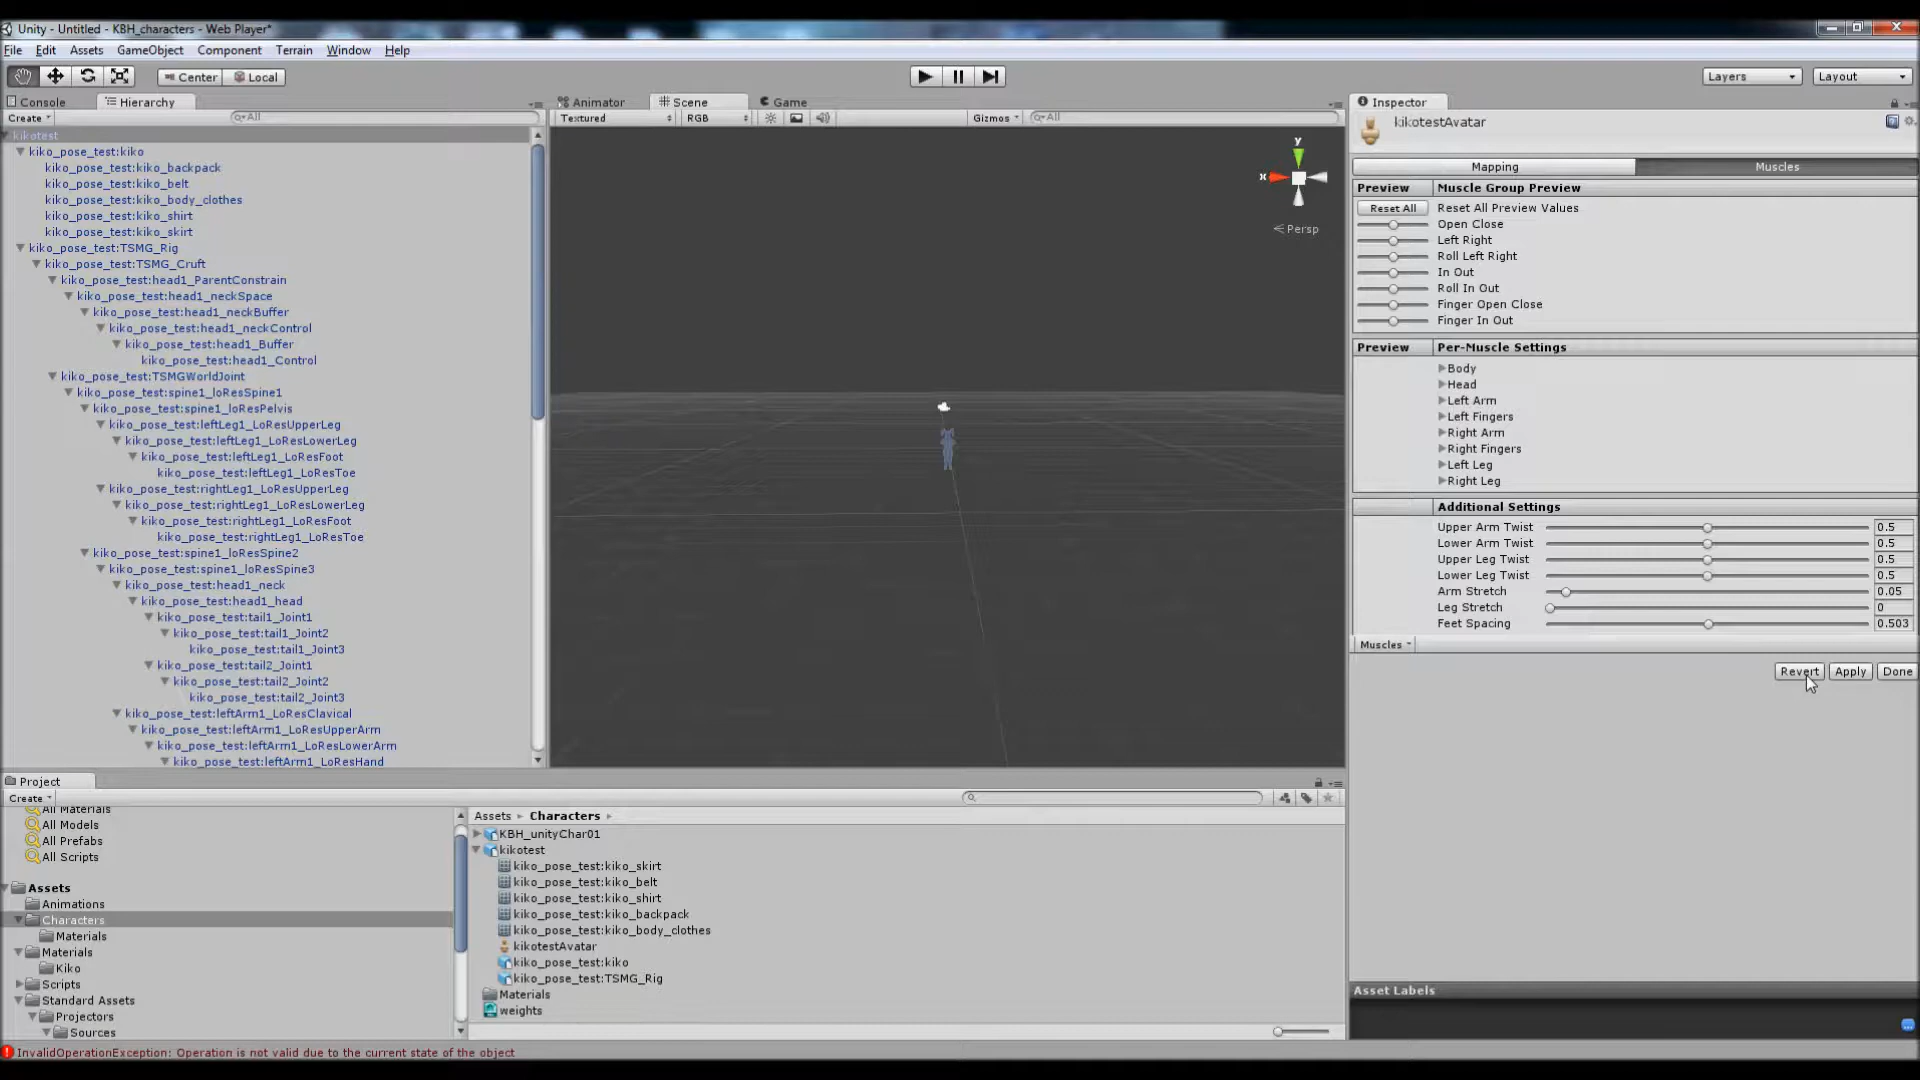 Unity - Untitled - KBH_characters - Web Player*
File Edit Assets GameObject Component Terrain Window Help
Center Local Layers Layout
Console Hierarchy
Create All
kikotest
kiko_pose_test:kiko
kiko_pose_test:kiko_backpack
kiko_pose_test:kiko_belt
kiko_pose_test:kiko_body_clothes
kiko_pose_test:kiko_shirt
kiko_pose_test:kiko_skirt
kiko_pose_test:TSMG_Rig
kiko_pose_test:TSMG_Cruft
kiko_pose_test:head1_ParentConstrain
kiko_pose_test:head1_neckSpace
kiko_pose_test:head1_neckBuffer
kiko_pose_test:head1_neckControl
kiko_pose_test:head1_Buffer
kiko_pose_test:head1_Control
kiko_pose_test:TSMGWorldJoint
kiko_pose_test:spine1_loResSpine1
kiko_pose_test:spine1_loResPelvis
kiko_pose_test:leftLeg1_LoResUpperLeg
kiko_pose_test:leftLeg1_LoResLowerLeg
kiko_pose_test:leftLeg1_LoResFoot
kiko_pose_test:leftLeg1_LoResToe
kiko_pose_test:rightLeg1_LoResUpperLeg
kiko_pose_test:rightLeg1_LoResLowerLeg
kiko_pose_test:rightLeg1_LoResFoot
kiko_pose_test:rightLeg1_LoResToe
kiko_pose_test:spine1_loResSpine2
kiko_pose_test:spine1_loResSpine3
kiko_pose_test:head1_neck
kiko_pose_test:head1_head
kiko_pose_test:tail1_Joint1
kiko_pose_test:tail1_Joint2
kiko_pose_test:tail1_Joint3
kiko_pose_test:tail2_Joint1
kiko_pose_test:tail2_Joint2
kiko_pose_test:tail2_Joint3
kiko_pose_test:leftArm1_LoResClavical
kiko_pose_test:leftArm1_LoResUpperArm
kiko_pose_test:leftArm1_LoResLowerArm
kiko_pose_test:leftArm1_LoResHand
Animator Scene Game
Textured RGB Gizmos All
y
x
Persp
Inspector
kikotestAvatar
Mapping Muscles
Preview Muscle Group Preview
Reset All Reset All Preview Values
Open Close
Left Right
Roll Left Right
In Out
Roll In Out
Finger Open Close
Finger In Out
Preview Per-Muscle Settings
Body
Head
Left Arm
Left Fingers
Right Arm
Right Fingers
Left Leg
Right Leg
Additional Settings
Upper Arm Twist 0.5
Lower Arm Twist 0.5
Upper Leg Twist 0.5
Lower Leg Twist 0.5
Arm Stretch 0.05
Leg Stretch 0
Feet Spacing 0.503
Muscles
Revert Apply Done
Asset Labels
Project
Create
All Materials
All Models
All Prefabs
All Scripts
Assets
Animations
Characters
Materials
Materials
Kiko
Scripts
Standard Assets
Projectors
Sources
Assets Characters
KBH_unityChar01
kikotest
kiko_pose_test:kiko_skirt
kiko_pose_test:kiko_belt
kiko_pose_test:kiko_shirt
kiko_pose_test:kiko_backpack
kiko_pose_test:kiko_body_clothes
kikotestAvatar
kiko_pose_test:kiko
kiko_pose_test:TSMG_Rig
Materials
weights
InvalidOperationException: Operation is not valid due to the current state of the object